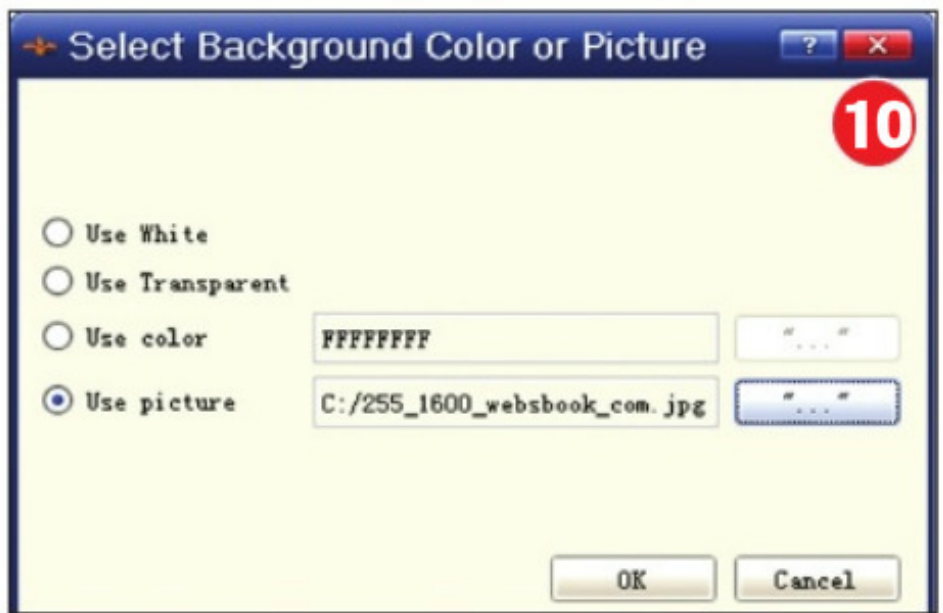 Select Background Color or Picture ?
10
Use White
Use Transparent
Use color FFFFFFFF "..."
Use picture C:/255_1600_websbook_com.jpg "..."
OK Cancel